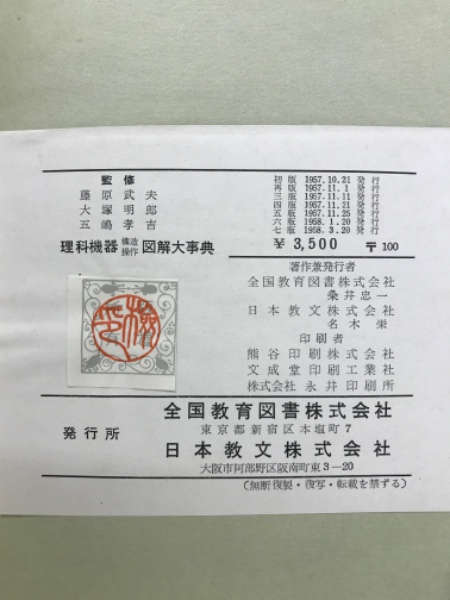 監修
藤原武夫
大塚明郎
五嶋孝吉
初版 1957.10.21 発行
再版 1957.11.1 発行
三版 1957.11.11 発行
四版 1957.11.21 発行
五版 1957.11.25 発行
六版 1958.1.20 発行
七版 1958.3.20 発行
理科機器 構造操作 図解大事典
¥3,500 〒100
著作兼発行者
全国教育図書株式会社
粂井忠一
日本教文株式会社
名木栄
印刷者
熊谷印刷株式会社
文成堂印刷工業社
株式会社永井印刷所
発行所
全国教育図書株式会社
東京都新宿区本塩町7
日本教文株式会社
大阪市阿部野区阪南町東3—20
(無断復製・復写・転載を禁ずる)